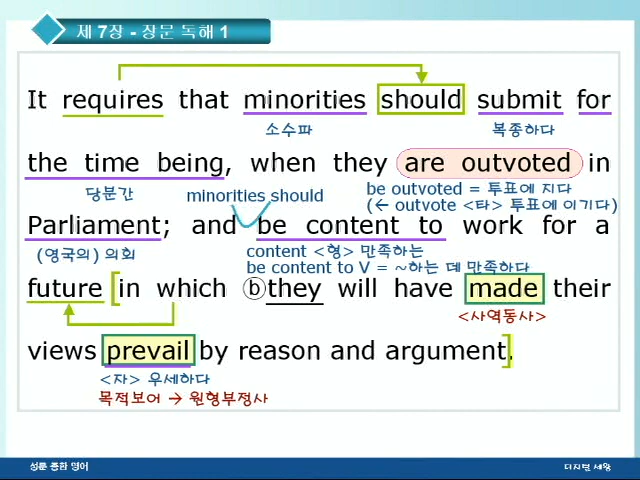 제 7장 - 장문 독해 1
It requires that minorities should submit for
소수파 복종하다
the time being, when they are outvoted in
당분간 minorities should be outvoted = 투표에 지다
(← outvote <타> 투표에 이기다)
Parliament; and be content to work for a
(영국의) 의회 content <형> 만족하는
be content to V = ~하는 데 만족하다
future [in which ⓑthey will have made their
<사역동사>
views prevail by reason and argument.]
<자> 우세하다
목적보어 → 원형부정사
성문 종합 영어 디지털 세왕